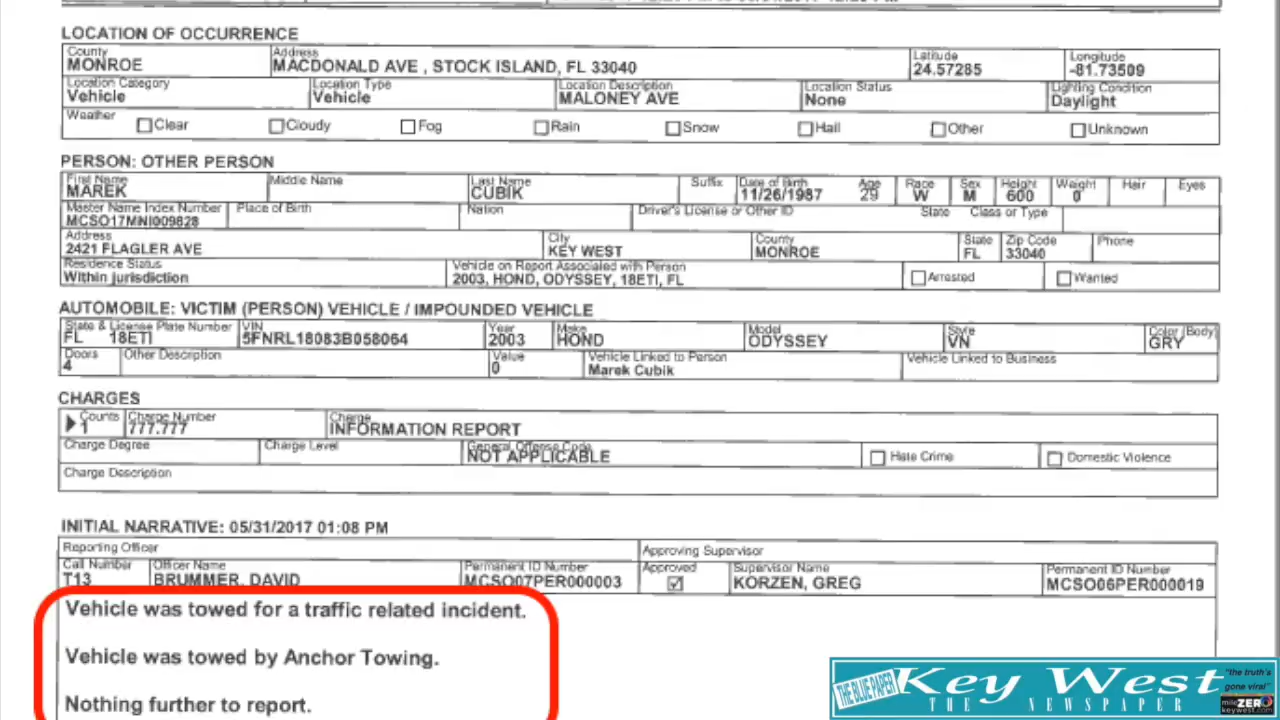 LOCATION OF OCCURRENCE
County Address Latitude Longitude
MONROE MACDONALD AVE , STOCK ISLAND, FL 33040 24.57285 -81.73509
Location Category Location Type Location Description Location Status Lighting Condition
Vehicle Vehicle MALONEY AVE None Daylight
Weather
Clear Cloudy Fog Rain Snow Hail Other Unknown
PERSON: OTHER PERSON
First Name Middle Name Last Name Suffix Date of Birth Age Race Sex Height Weight Hair Eyes
MAREK CUBIK 11/26/1987 29 W M 600 0
Master Name Index Number Place of Birth Nation Driver's License or Other ID State Class or Type
MCSO17MNI009828
Address City County State Zip Code Phone
2421 FLAGLER AVE KEY WEST MONROE FL 33040
Residence Status Vehicle on Report Associated with Person
Within jurisdiction 2003, HOND, ODYSSEY, 18ETI, FL Arrested Wanted
AUTOMOBILE: VICTIM (PERSON) VEHICLE / IMPOUNDED VEHICLE
State & License Plate Number VIN Year Make Model Style Color (Body)
FL 18ETI 5FNRL18083B058064 2003 HOND ODYSSEY VN GRY
Doors Other Description Value Vehicle Linked to Person Vehicle Linked to Business
4 0 Marek Cubik
CHARGES
Counts Charge Number Charge
1 777.777 INFORMATION REPORT
Charge Degree Charge Level General Offense Code
NOT APPLICABLE Hate Crime Domestic Violence
Charge Description
INITIAL NARRATIVE: 05/31/2017 01:08 PM
Reporting Officer Approving Supervisor
Call Number Officer Name Permanent ID Number Approved Supervisor Name Permanent ID Number
T13 BRUMMER, DAVID MCSO07PER000003 KORZEN, GREG MCSO06PER000019
Vehicle was towed for a traffic related incident.
Vehicle was towed by Anchor Towing.
Nothing further to report.
THE BLUE PAPER
Key West
THE NEWSPAPER
"the truth's
gone viral"
mile ZERO
keywest.com